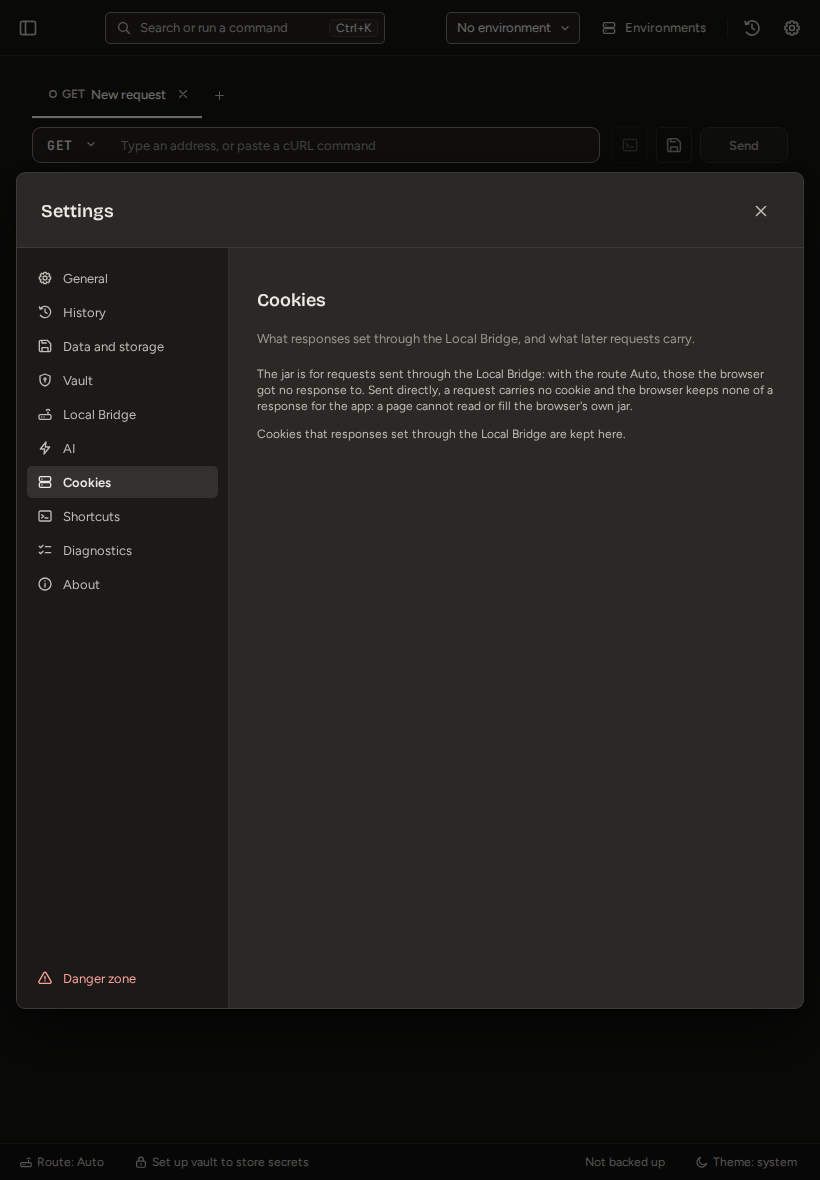 Search or run a command Ctrl+K No environment Environments
GET New request
GET Type an address, or paste a cURL command Send
Settings
General
History
Data and storage
Vault
Local Bridge
AI
Cookies
Shortcuts
Diagnostics
About
Danger zone
Cookies
What responses set through the Local Bridge, and what later requests carry.
The jar is for requests sent through the Local Bridge: with the route Auto, those the browser
got no response to. Sent directly, a request carries no cookie and the browser keeps none of a
response for the app: a page cannot read or fill the browser's own jar.
Cookies that responses set through the Local Bridge are kept here.
Route: Auto Set up vault to store secrets Not backed up Theme: system